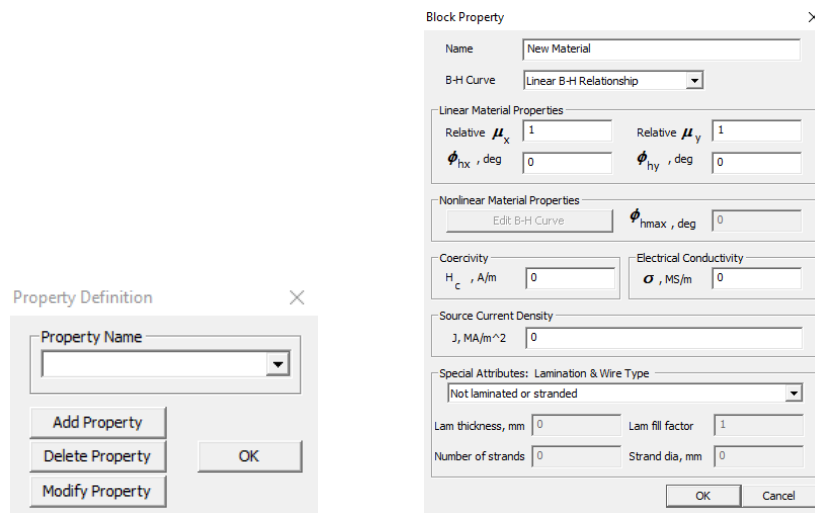 Property Definition
Property Name
Add Property
Delete Property
OK
Modify Property
Block Property
Name New Material
B-H Curve Linear B-H Relationship
Linear Material Properties
Relative μx 1 Relative μy 1
ϕhx , deg 0 ϕhy , deg 0
Nonlinear Material Properties
Edit B-H Curve ϕhmax , deg 0
Coercivity Electrical Conductivity
Hc , A/m 0 σ , MS/m 0
Source Current Density
J, MA/m^2 0
Special Attributes: Lamination & Wire Type
Not laminated or stranded
Lam thickness, mm 0 Lam fill factor 1
Number of strands 0 Strand dia, mm 0
OK Cancel